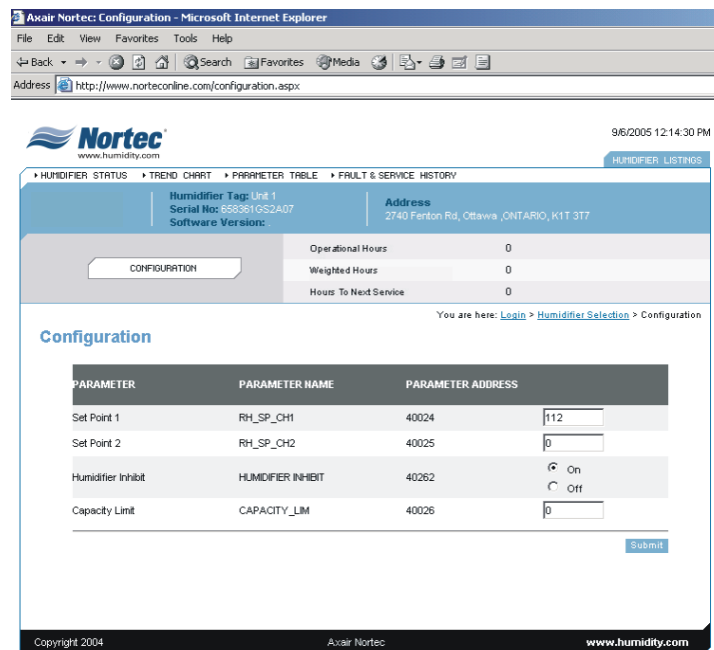 Axair Nortec: Configuration - Microsoft Internet Explorer
File Edit View Favorites Tools Help
Back Search Favorites Media
Address http://www.norteconline.com/configuration.aspx
Nortec
www.humidity.com
9/6/2005 12:14:30 PM
HUMIDIFIER LISTINGS
HUMIDIFIER STATUS TREND CHART PARAMETER TABLE FAULT & SERVICE HISTORY
Humidifier Tag: Unit 1
Serial No: 658361GS2A07
Software Version: .
Address
2740 Fenton Rd, Ottawa ,ONTARIO, K1T 3T7
CONFIGURATION
Operational Hours 0
Weighted Hours 0
Hours To Next Service 0
You are here: Login > Humidifier Selection > Configuration
Configuration
PARAMETER PARAMETER NAME PARAMETER ADDRESS
Set Point 1 RH_SP_CH1 40024 112
Set Point 2 RH_SP_CH2 40025 0
Humidifier Inhibit HUMIDIFIER INHIBIT 40262 On
Off
Capacity Limit CAPACITY_LIM 40026 0
Submit
Copyright 2004 Axair Nortec www.humidity.com